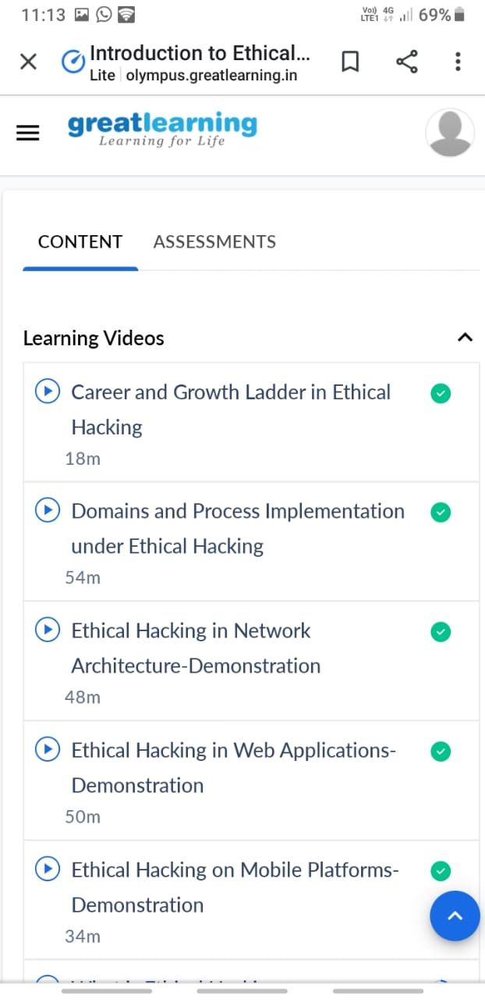 11:13
Vo)) 4G
LTE1
69%
Introduction to Ethical...
Lite olympus.greatlearning.in
greatlearning
Learning for Life
CONTENT ASSESSMENTS
Learning Videos
Career and Growth Ladder in Ethical
Hacking
18m
Domains and Process Implementation
under Ethical Hacking
54m
Ethical Hacking in Network
Architecture-Demonstration
48m
Ethical Hacking in Web Applications-
Demonstration
50m
Ethical Hacking on Mobile Platforms-
Demonstration
34m